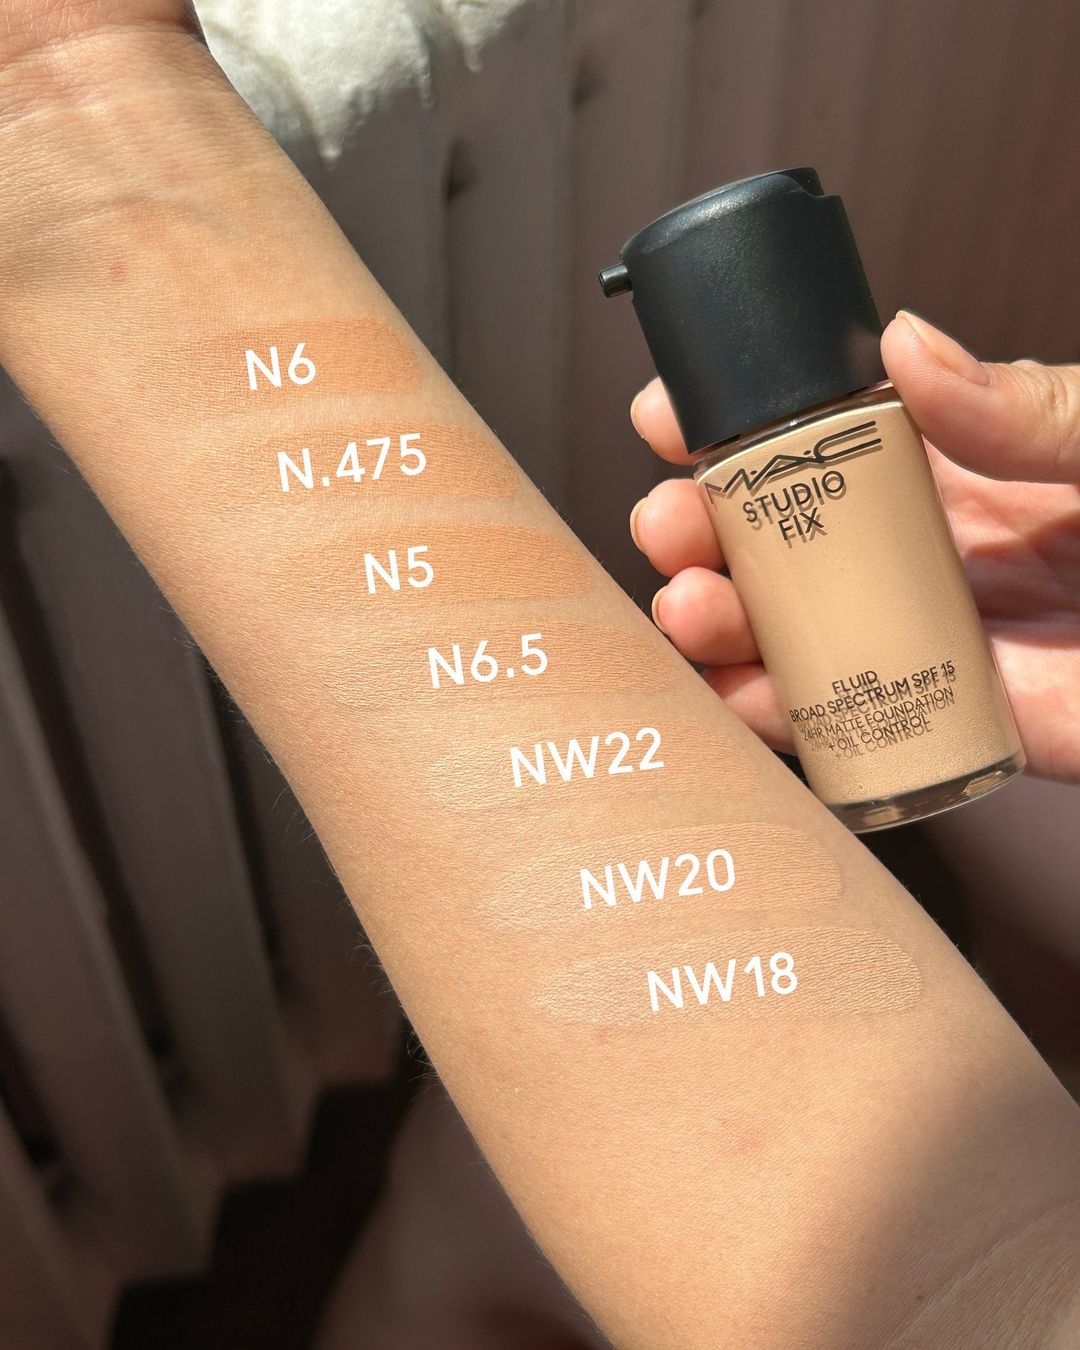 N6
N.475
N5
N6.5
NW22
NW20
NW18
MAC
STUDIO
FIX
FLUID
BROAD SPECTRUM SPF 15
24HR MATTE FOUNDATION
+ OIL CONTROL